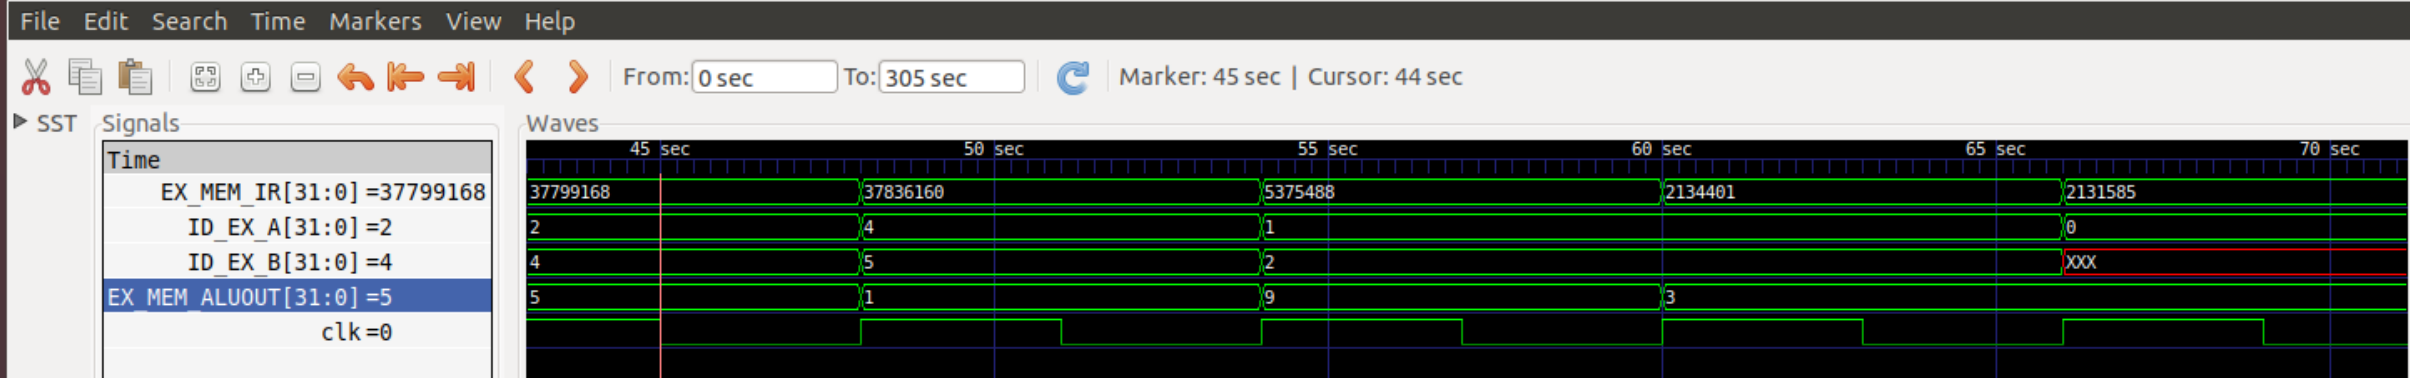 File Edit Search Time Markers View Help
From: 0 sec To: 305 sec Marker: 45 sec | Cursor: 44 sec
SST Signals Waves
Time 45 sec 50 sec 55 sec 60 sec 65 sec 70 sec
EX_MEM_IR[31:0] =37799168 37799168 37836160 5375488 2134401 2131585
ID_EX_A[31:0] =2 2 4 1 0
ID_EX_B[31:0] =4 4 5 2 XXX
EX_MEM_ALUOUT[31:0] =5 5 1 9 3
clk =0